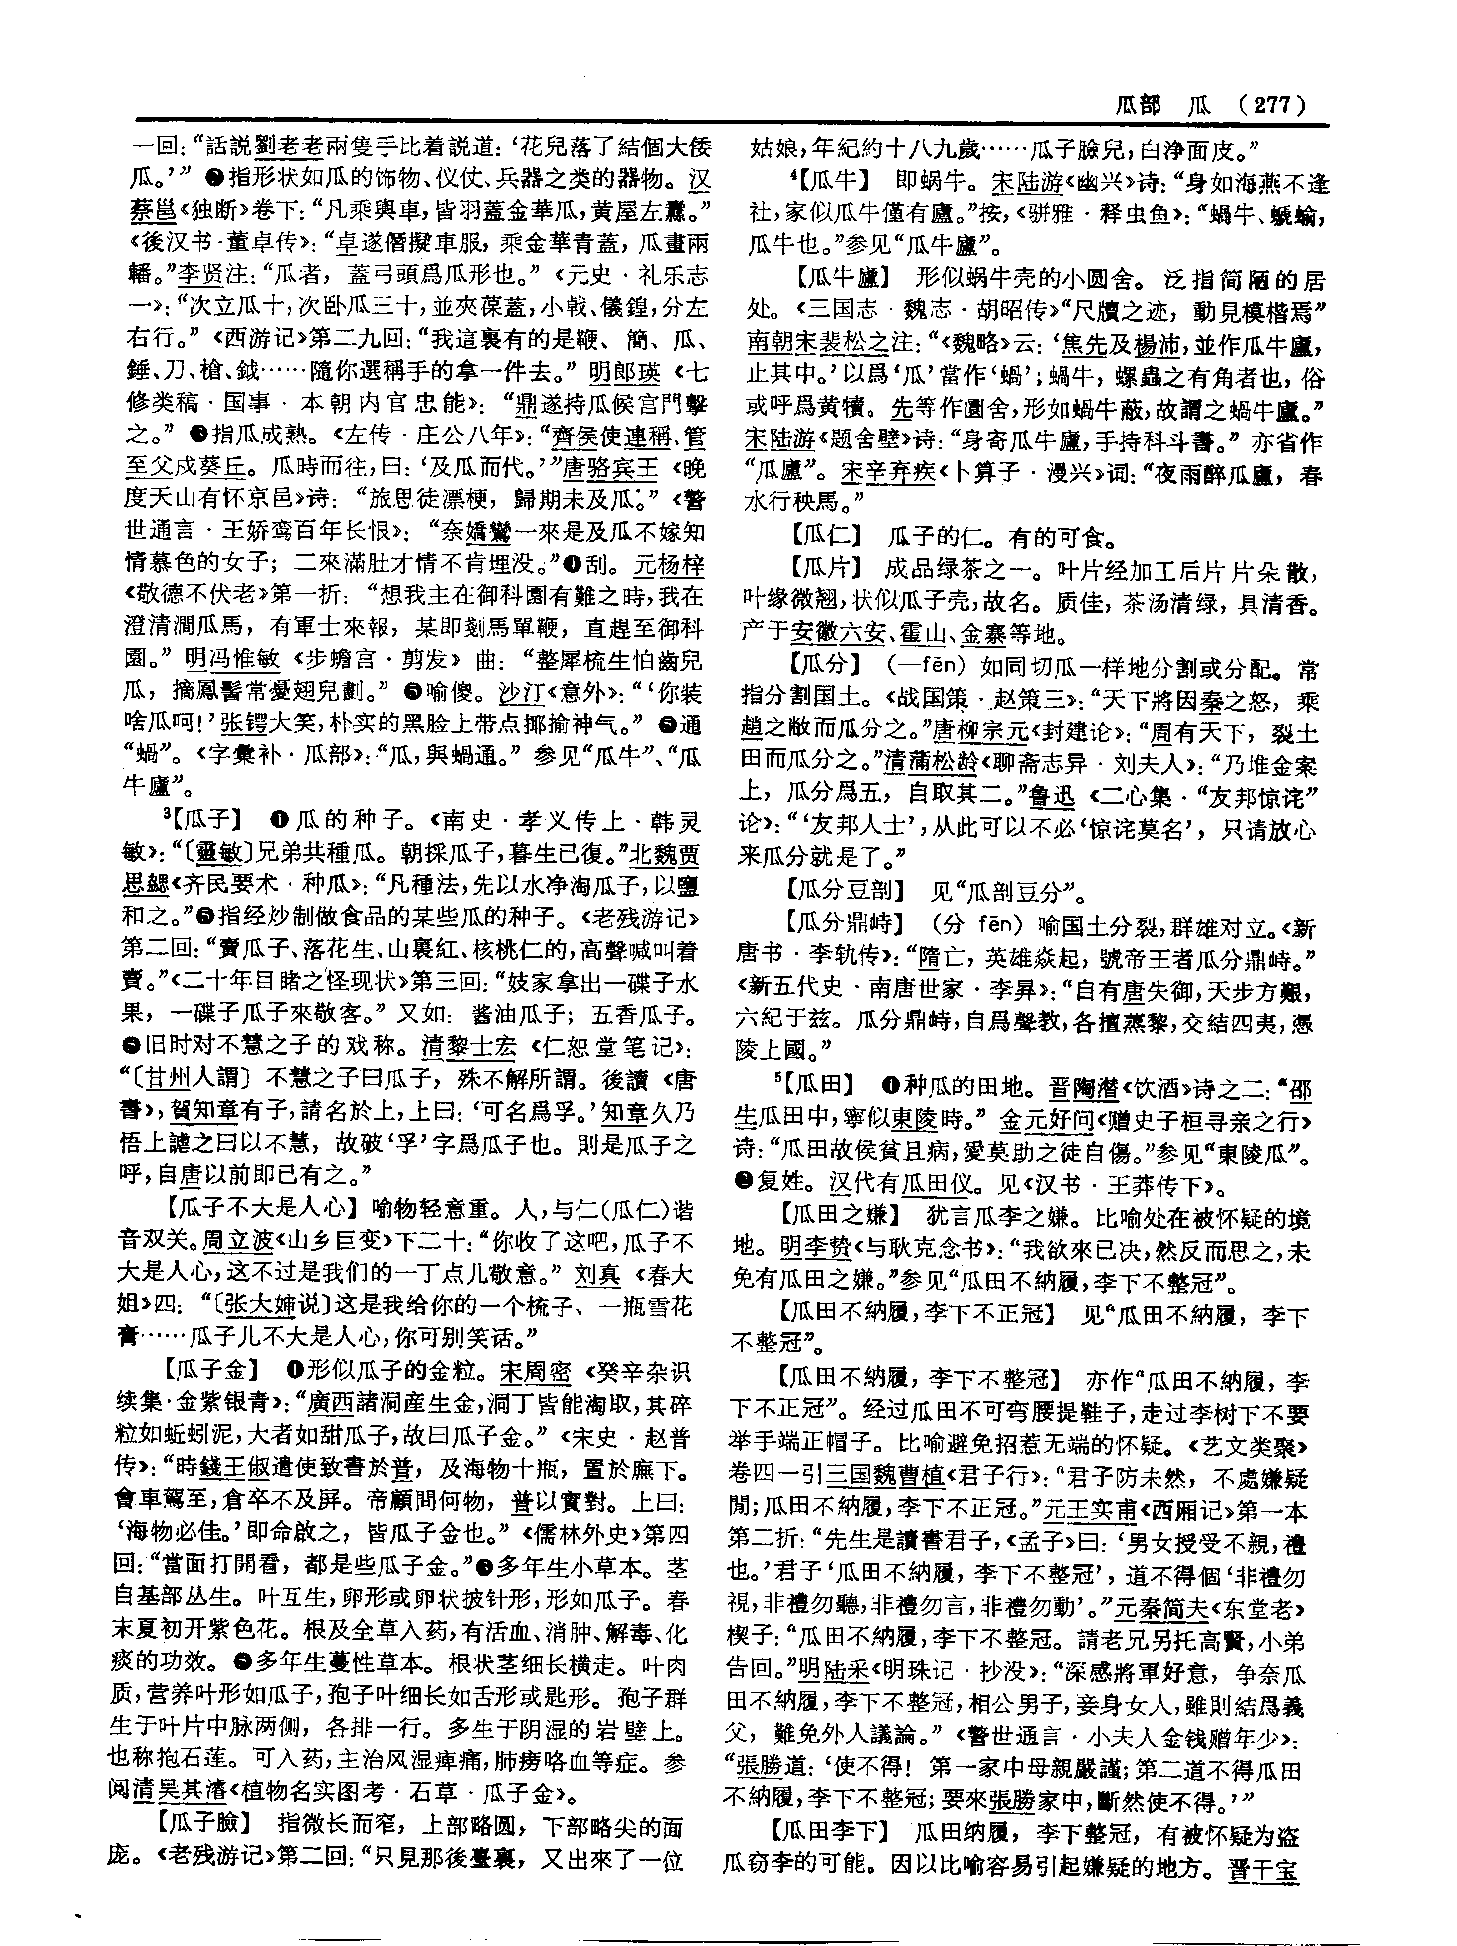 瓜部　瓜　(277)
一回：“話説劉老老兩隻手比着説道：‘花兒落了結個大倭
瓜。’” ❷指形状如瓜的饰物、仪仗、兵器之类的器物。汉
蔡邕《独断》卷下：“凡乘輿車，皆羽蓋金華瓜，黄屋左纛。”
《後汉书·董卓传》：“卓遂僭擬車服，乘金華青蓋，瓜畫兩
轓。”李贤注：“瓜者，蓋弓頭爲瓜形也。”《元史·礼乐志
一》：“次立瓜十，次卧瓜三十，並夾葆蓋，小戟、儀鍠，分左
右行。”《西游记》第二九回：“我這裏有的是鞭、簡、瓜、
錘、刀、槍、鉞……隨你選稱手的拿一件去。”明郎瑛《七
修类稿·国事·本朝内官忠能》：“鼎遂持瓜候宫門擊
之。” ❸指瓜成熟。《左传·庄公八年》：“齊侯使連稱、管
至父戍葵丘。瓜時而往，曰：‘及瓜而代。’”唐骆宾王《晚
度天山有怀京邑》诗：“旅思徒漂梗，歸期未及瓜。”《警
世通言·王娇鸾百年长恨》：“奈嬌鸞一來是及瓜不嫁知
情慕色的女子；二來滿肚才情不肯埋没。”❹刮。元杨梓
《敬德不伏老》第一折：“想我主在御科園有難之時，我在
澄清澗瓜馬，有軍士來報，某即剗馬單鞭，直趕至御科
園。”明冯惟敏《步蟾言·剪发》曲：“整犀梳生怕齒兒
瓜，摘鳳髻常憂翅兒劃。” ❺喻傻。沙汀《意外》：“‘你装
啥瓜呵！’张锷大笑，朴实的黑脸上带点揶揄神气。” ❻通
“蝸”。《字彙补·瓜部》：“瓜，與蝸通。”参见“瓜牛”、“瓜
牛廬”。
³【瓜子】 ❶瓜的种子。《南史·孝义传上·韩灵
敏》：“〔靈敏〕兄弟共種瓜。朝採瓜子，暮生已復。”北魏贾
思勰《齐民要术·种瓜》：“凡種法，先以水净淘瓜子，以鹽
和之。”❷指经炒制做食品的某些瓜的种子。《老残游记》
第二回：“賣瓜子、落花生、山裏紅、核桃仁的，高聲喊叫着
賣。”《二十年目睹之怪现状》第三回：“妓家拿出一碟子水
果，一碟子瓜子來敬客。”又如：酱油瓜子；五香瓜子。
❸旧时对不慧之子的戏称。清黎士宏《仁恕堂笔记》：
“〔甘州人謂〕不慧之子曰瓜子，殊不解所謂。後讀《唐
書》，賀知章有子，請名於上，上曰：‘可名爲孚。’知章久乃
悟上謔之曰以不慧，故破‘孚’字爲瓜子也。則是瓜子之
呼，自唐以前即已有之。”
【瓜子不大是人心】喻物轻意重。人，与仁(瓜仁)谐
音双关。周立波《山乡巨变》下二十：“你收了这吧，瓜子不
大是人心，这不过是我们的一丁点儿敬意。”刘真《春大
姐》四：“〔张大婶说〕这是我给你的一个梳子、一瓶雪花
膏……瓜子儿不大是人心，你可别笑话。”
【瓜子金】 ❶形似瓜子的金粒。宋周密《癸辛杂识
续集·金紫银青》：“廣西諸洞産生金，洞丁皆能淘取，其碎
粒如蚯蚓泥，大者如甜瓜子，故曰瓜子金。”《宋史·赵普
传》：“時錢王俶遣使致書於普，及海物十瓶，置於廡下。
會車駕至，倉卒不及屏。帝顧問何物，普以實對。上曰：
‘海物必佳。’即命啟之，皆瓜子金也。”《儒林外史》第四
回：“當面打開看，都是些瓜子金。”❷多年生小草本。茎
自基部丛生。叶互生，卵形或卵状披针形，形如瓜子。春
末夏初开紫色花。根及全草入药，有活血、消肿、解毒、化
痰的功效。❸多年生蔓性草本。根状茎细长横走。叶肉
质，营养叶形如瓜子，孢子叶细长如舌形或匙形。孢子群
生于叶片中脉两侧，各排一行。多生于阴湿的岩壁上。
也称抱石莲。可入药，主治风湿痺痛，肺痨咯血等症。参
阅清吴其濬《植物名实图考·石草·瓜子金》。
【瓜子臉】 指微长而窄，上部略圆，下部略尖的面
庞。《老残游记》第二回：“只見那後臺裏，又出來了一位
姑娘，年紀約十八九歲……瓜子臉兒，白净面皮。”
⁴【瓜牛】 即蜗牛。宋陆游《幽兴》诗：“身如海燕不逢
社，家似瓜牛僅有廬。”按，《骈雅·释虫鱼》：“蝸牛、螔蝓，
瓜牛也。”参见“瓜牛廬”。
【瓜牛廬】 形似蜗牛壳的小圆舍。泛指简陋的居
处。《三国志·魏志·胡昭传》“尺牘之迹，動見模楷焉”
南朝宋裴松之注：“《魏略》云：‘焦先及楊沛，並作瓜牛廬，
止其中。’以爲‘瓜’當作‘蝸’；蝸牛，螺蟲之有角者也，俗
或呼爲黄犢。先等作圜舍，形如蝸牛蔽，故謂之蝸牛廬。”
宋陆游《题舍壁》诗：“身寄瓜牛廬，手持科斗書。”亦省作
“瓜廬”。宋辛弃疾《卜算子·漫兴》词：“夜雨醉瓜廬，春
水行秧馬。”
【瓜仁】 瓜子的仁。有的可食。
【瓜片】 成品绿茶之一。叶片经加工后片片朵散，
叶缘微翘，状似瓜子壳，故名。质佳，茶汤清绿，具清香。
产于安徽六安、霍山、金寨等地。
【瓜分】 (—fēn) 如同切瓜一样地分割或分配。常
指分割国土。《战国策·赵策三》：“天下將因秦之怒，乘
趙之敝而瓜分之。”唐柳宗元《封建论》：“周有天下，裂土
田而瓜分之。”清蒲松龄《聊斋志异·刘夫人》：“乃堆金案
上，瓜分爲五，自取其二。”鲁迅《二心集·“友邦惊诧”
论》：“‘友邦人士’，从此可以不必‘惊诧莫名’，只请放心
来瓜分就是了。”
【瓜分豆剖】 见“瓜剖豆分”。
【瓜分鼎峙】 (分 fēn) 喻国土分裂，群雄对立。《新
唐书·李轨传》：“隋亡，英雄焱起，號帝王者瓜分鼎峙。”
《新五代史·南唐世家·李昪》：“自有唐失御，天步方艱，
六紀于兹。瓜分鼎峙，自爲聲教，各擅蒸黎，交結四夷，憑
陵上國。”
⁵【瓜田】 ❶种瓜的田地。晋陶潜《饮酒》诗之二：“邵
生瓜田中，寧似東陵時。”金元好问《赠史子桓寻亲之行》
诗：“瓜田故侯貧且病，愛莫助之徒自傷。”参见“東陵瓜”。
❷复姓。汉代有瓜田仪。见《汉书·王莽传下》。
【瓜田之嫌】 犹言瓜李之嫌。比喻处在被怀疑的境
地。明李贽《与耿克念书》：“我欲來已决，然反而思之，未
免有瓜田之嫌。”参见“瓜田不納履，李下不整冠”。
【瓜田不納履，李下不正冠】 见“瓜田不納履，李下
不整冠”。
【瓜田不納履，李下不整冠】 亦作“瓜田不納履，李
下不正冠”。经过瓜田不可弯腰提鞋子，走过李树下不要
举手端正帽子。比喻避免招惹无端的怀疑。《艺文类聚》
卷四一引三国魏曹植《君子行》：“君子防未然，不處嫌疑
間；瓜田不納履，李下不正冠。”元王实甫《西厢记》第一本
第二折：“先生是讀書君子，《孟子》曰：‘男女授受不親，禮
也。’君子‘瓜田不納履，李下不整冠’，道不得個‘非禮勿
視，非禮勿聽，非禮勿言，非禮勿動’。”元秦简夫《东堂老》
楔子：“瓜田不納履，李下不整冠。請老兄另托高賢，小弟
告回。”明陆采《明珠记·抄没》：“深感將軍好意，争奈瓜
田不納履，李下不整冠，相公男子，妾身女人，雖則結爲義
父，難免外人議論。”《警世通言·小夫人金钱赠年少》：
“張勝道：‘使不得！第一家中母親嚴謹；第二道不得瓜田
不納履，李下不整冠；要來張勝家中，斷然使不得。’”
【瓜田李下】 瓜田纳履，李下整冠，有被怀疑为盗
瓜窃李的可能。因以比喻容易引起嫌疑的地方。晋干宝